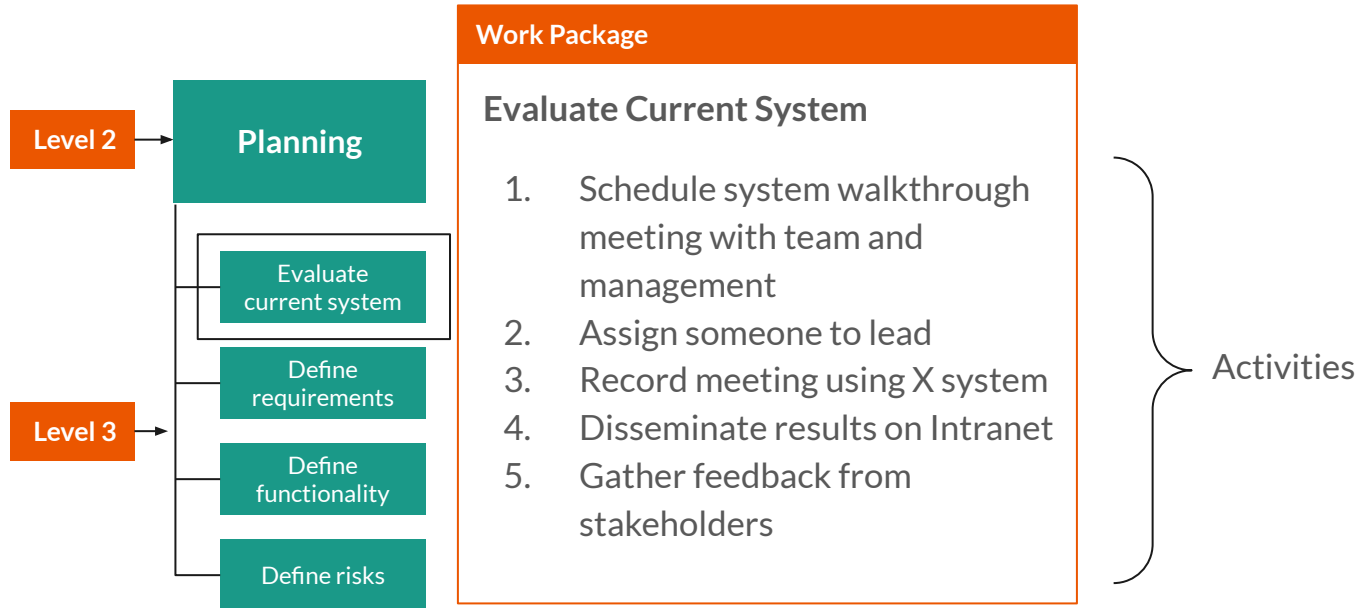 Work Package
Level 2
Planning
Evaluate
current system
Define
requirements
Level 3
Define
functionality
Define risks
Evaluate Current System
1. Schedule system walkthrough
meeting with team and
management
2. Assign someone to lead
3. Record meeting using X system
4. Disseminate results on Intranet
5. Gather feedback from
stakeholders
Activities